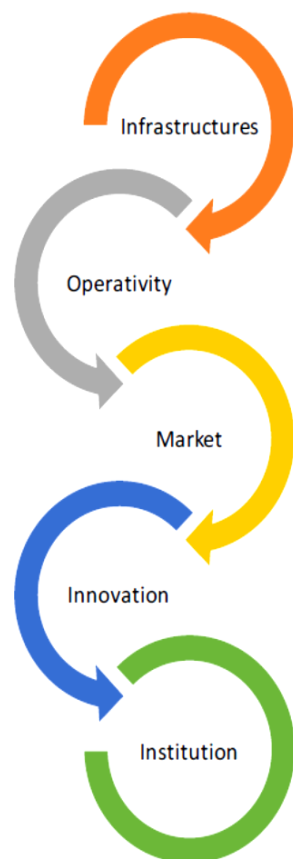 Infrastructures
Operativity
Market
Innovation
Institution